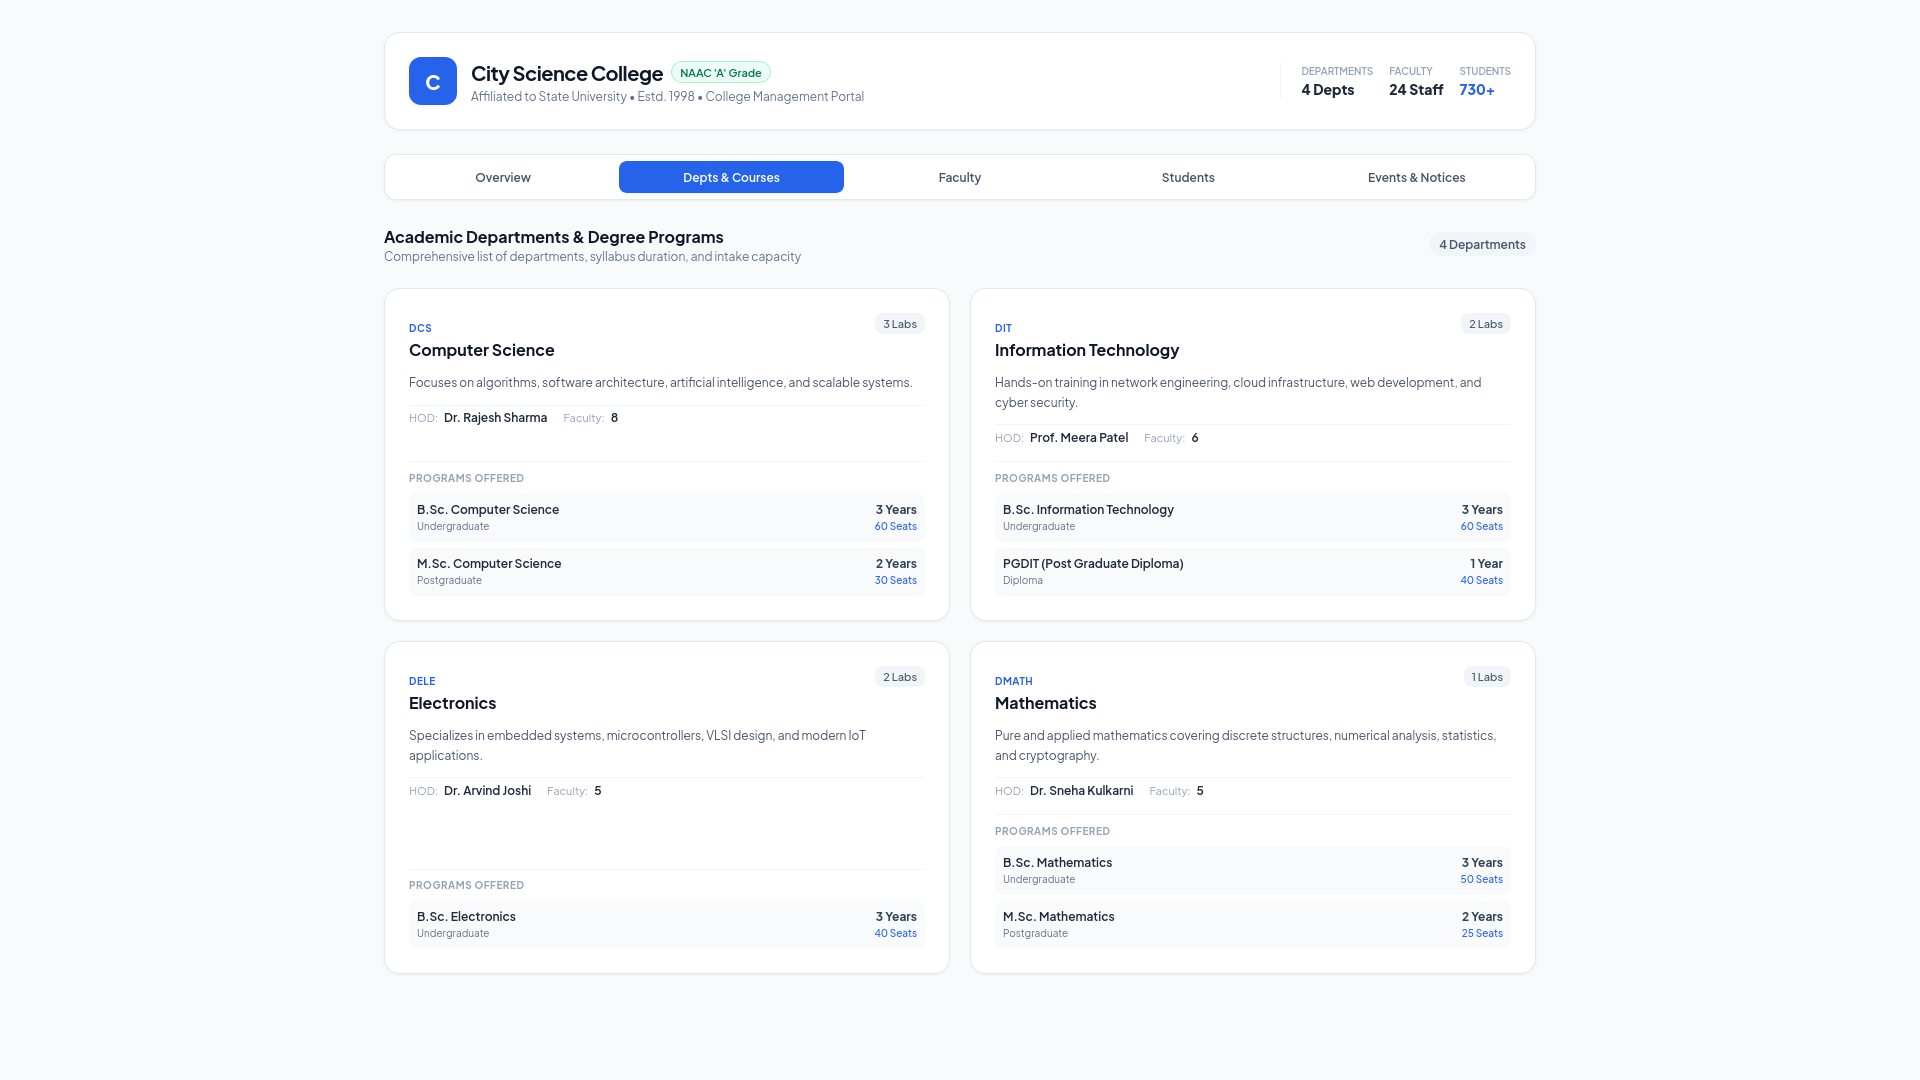 C
City Science College NAAC 'A' Grade
Affiliated to State University • Estd. 1998 • College Management Portal
DEPARTMENTS FACULTY STUDENTS
4 Depts 24 Staff 730+
Overview Depts & Courses Faculty Students Events & Notices
Academic Departments & Degree Programs
Comprehensive list of departments, syllabus duration, and intake capacity
4 Departments
DCS 3 Labs
Computer Science
Focuses on algorithms, software architecture, artificial intelligence, and scalable systems.
HOD: Dr. Rajesh Sharma Faculty: 8
PROGRAMS OFFERED
B.Sc. Computer Science 3 Years
Undergraduate 60 Seats
M.Sc. Computer Science 2 Years
Postgraduate 30 Seats
DIT 2 Labs
Information Technology
Hands-on training in network engineering, cloud infrastructure, web development, and
cyber security.
HOD: Prof. Meera Patel Faculty: 6
PROGRAMS OFFERED
B.Sc. Information Technology 3 Years
Undergraduate 60 Seats
PGDIT (Post Graduate Diploma) 1 Year
Diploma 40 Seats
DELE 2 Labs
Electronics
Specializes in embedded systems, microcontrollers, VLSI design, and modern IoT
applications.
HOD: Dr. Arvind Joshi Faculty: 5
PROGRAMS OFFERED
B.Sc. Electronics 3 Years
Undergraduate 40 Seats
DMATH 1 Labs
Mathematics
Pure and applied mathematics covering discrete structures, numerical analysis, statistics,
and cryptography.
HOD: Dr. Sneha Kulkarni Faculty: 5
PROGRAMS OFFERED
B.Sc. Mathematics 3 Years
Undergraduate 50 Seats
M.Sc. Mathematics 2 Years
Postgraduate 25 Seats